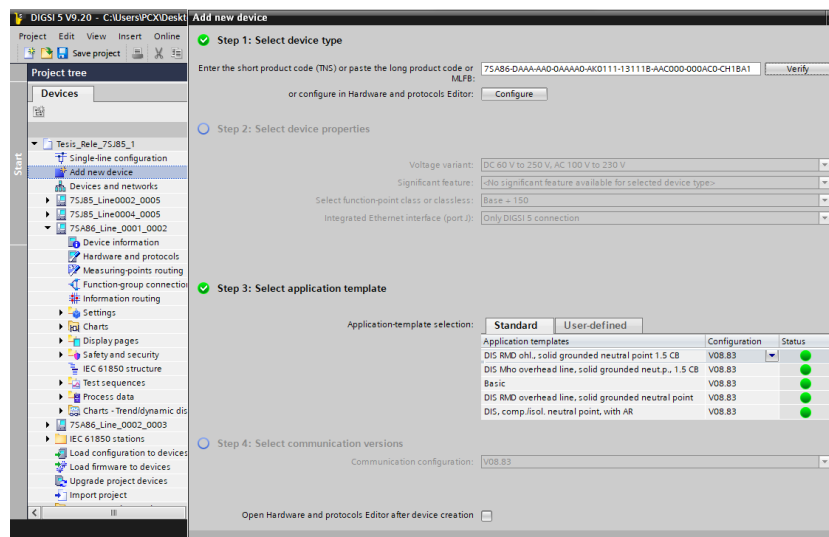 DIGSI 5 V9.20 - C:\Users\PCX\Deskt
Project Edit View Insert Online
Save project
Project tree
Devices
Start
Tesis_Rele_7SJ85_1
Single-line configuration
Add new device
Devices and networks
7SJ85_Line0002_0005
7SJ85_Line0004_0005
7SA86_Line_0001_0002
Device information
Hardware and protocols
Measuring-points routing
Function-group connection
Information routing
Settings
Charts
Display pages
Safety and security
IEC 61850 structure
Test sequences
Process data
Charts - Trend/dynamic dis
7SA86_Line_0002_0003
IEC 61850 stations
Load configuration to devices
Load firmware to devices
Upgrade project devices
Import project
Add new device
Step 1: Select device type
Enter the short product code (TNS) or paste the long product code or MLFB:
7SA86-DAAA-AA0-0AAAA0-AK0111-13111B-AAC000-000AC0-CH1BA1
Verify
or configure in Hardware and protocols Editor:
Configure
Step 2: Select device properties
Voltage variant: DC 60 V to 250 V, AC 100 V to 230 V
Significant feature: <No significant feature available for selected device type>
Select function-point class or classless: Base + 150
Integrated Ethernet interface (port J): Only DIGSI 5 connection
Step 3: Select application template
Application-template selection:
Standard User-defined
Application templates Configuration Status
DIS RMD ohl., solid grounded neutral point 1.5 CB V08.83
DIS Mho overhead line, solid grounded neut.p., 1.5 CB V08.83
Basic V08.83
DIS RMD overhead line, solid grounded neutral point V08.83
DIS, comp./isol. neutral point, with AR V08.83
Step 4: Select communication versions
Communication configuration: V08.83
Open Hardware and protocols Editor after device creation